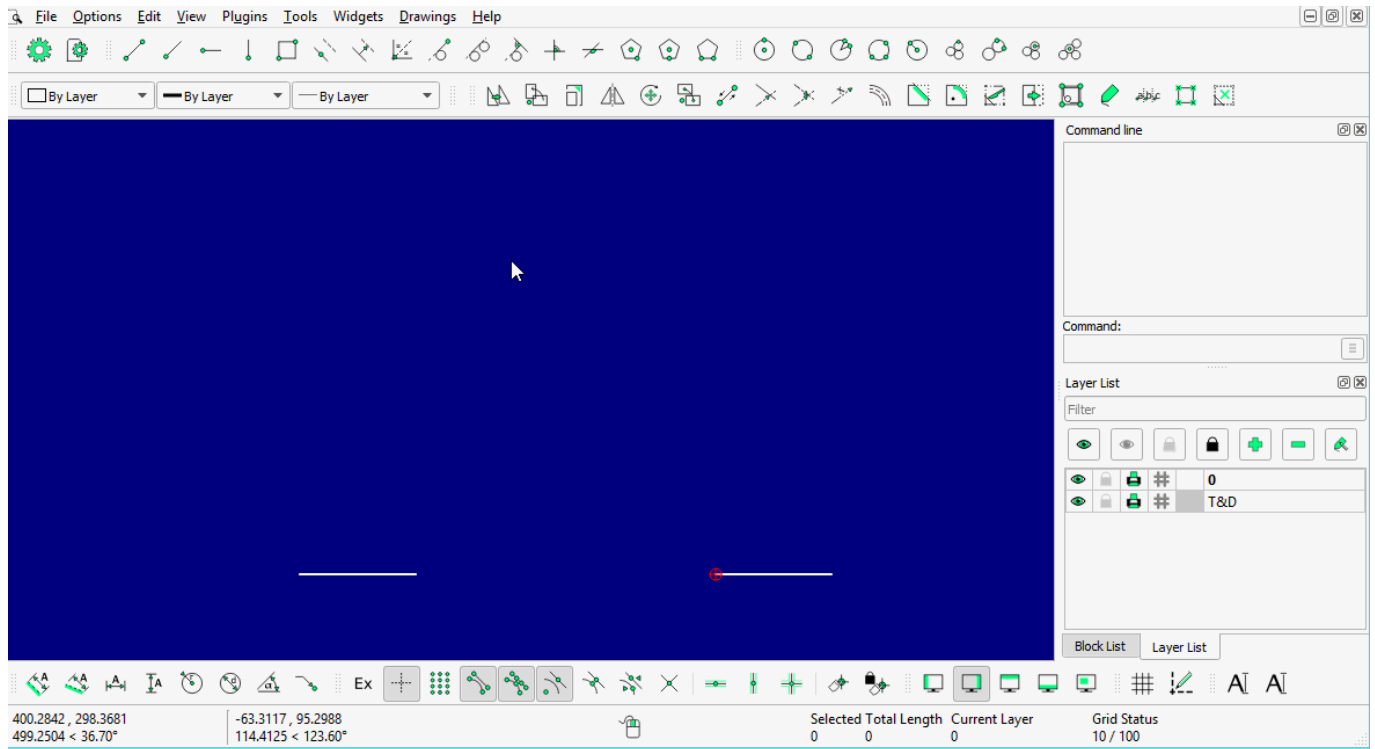 File Options Edit View Plugins Tools Widgets Drawings Help
By Layer By Layer By Layer
Command line
Command:
Layer List
Filter
0
T&D
Block List Layer List
Ex
400.2842 , 298.3681
499.2504 < 36.70°
-63.3117 , 95.2988
114.4125 < 123.60°
Selected Total Length Current Layer
0 0 0
Grid Status
10 / 100